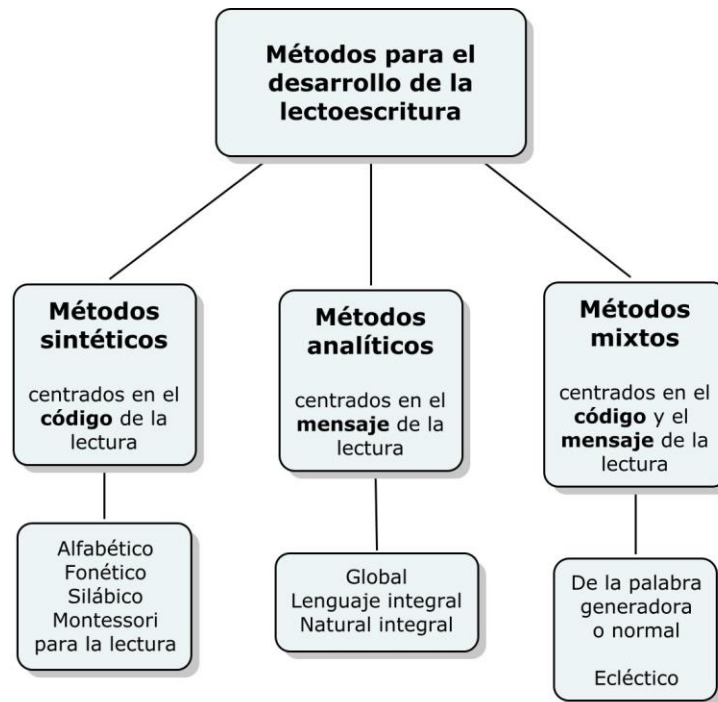 Métodos para el
desarrollo de la
lectoescritura
Métodos
sintéticos
centrados en el
código de la
lectura
Métodos
analíticos
centrados en el
mensaje de la
lectura
Métodos
mixtos
centrados en el
código y el
mensaje de la
lectura
Alfabético
Fonético
Silábico
Montessori
para la lectura
Global
Lenguaje integral
Natural integral
De la palabra
generadora
o normal
Ecléctico